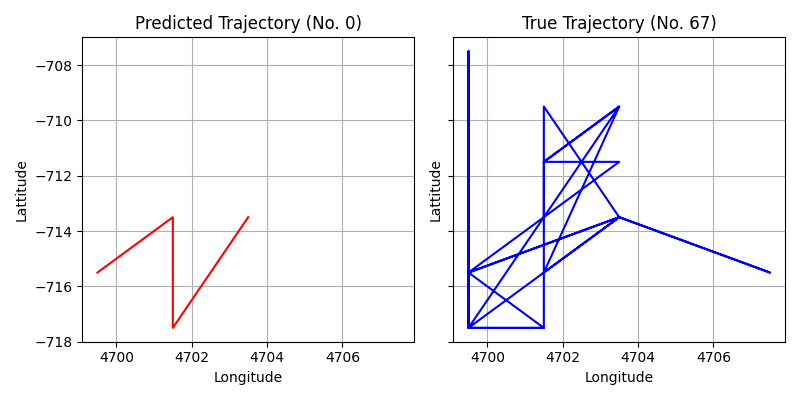 Predicted Trajectory (No. 0)
True Trajectory (No. 67)
−708
−710
−712
−714
−716
−718
Lattitude
4700 4702 4704 4706
Longitude
Lattitude
4700 4702 4704 4706
Longitude